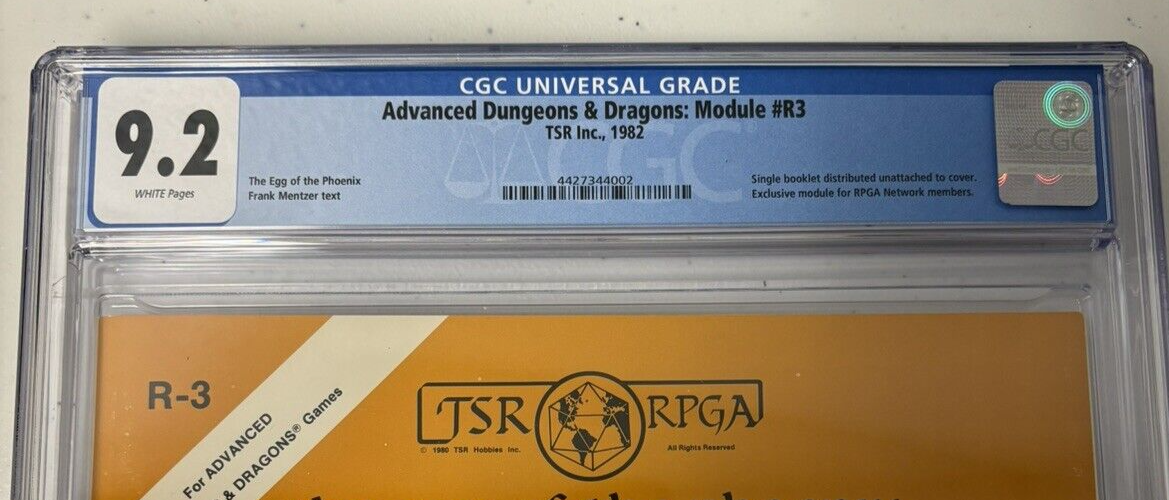 CGC UNIVERSAL GRADE
9.2
WHITE Pages
Advanced Dungeons & Dragons: Module #R3
TSR Inc., 1982
The Egg of the Phoenix
Frank Mentzer text
4427344002
Single booklet distributed unattached to cover.
Exclusive module for RPGA Network members.
CGC
CGC
R-3
For ADVANCED
& DRAGONS® Games
TSR RPGA
© 1980 TSR Hobbies Inc.
All Rights Reserved